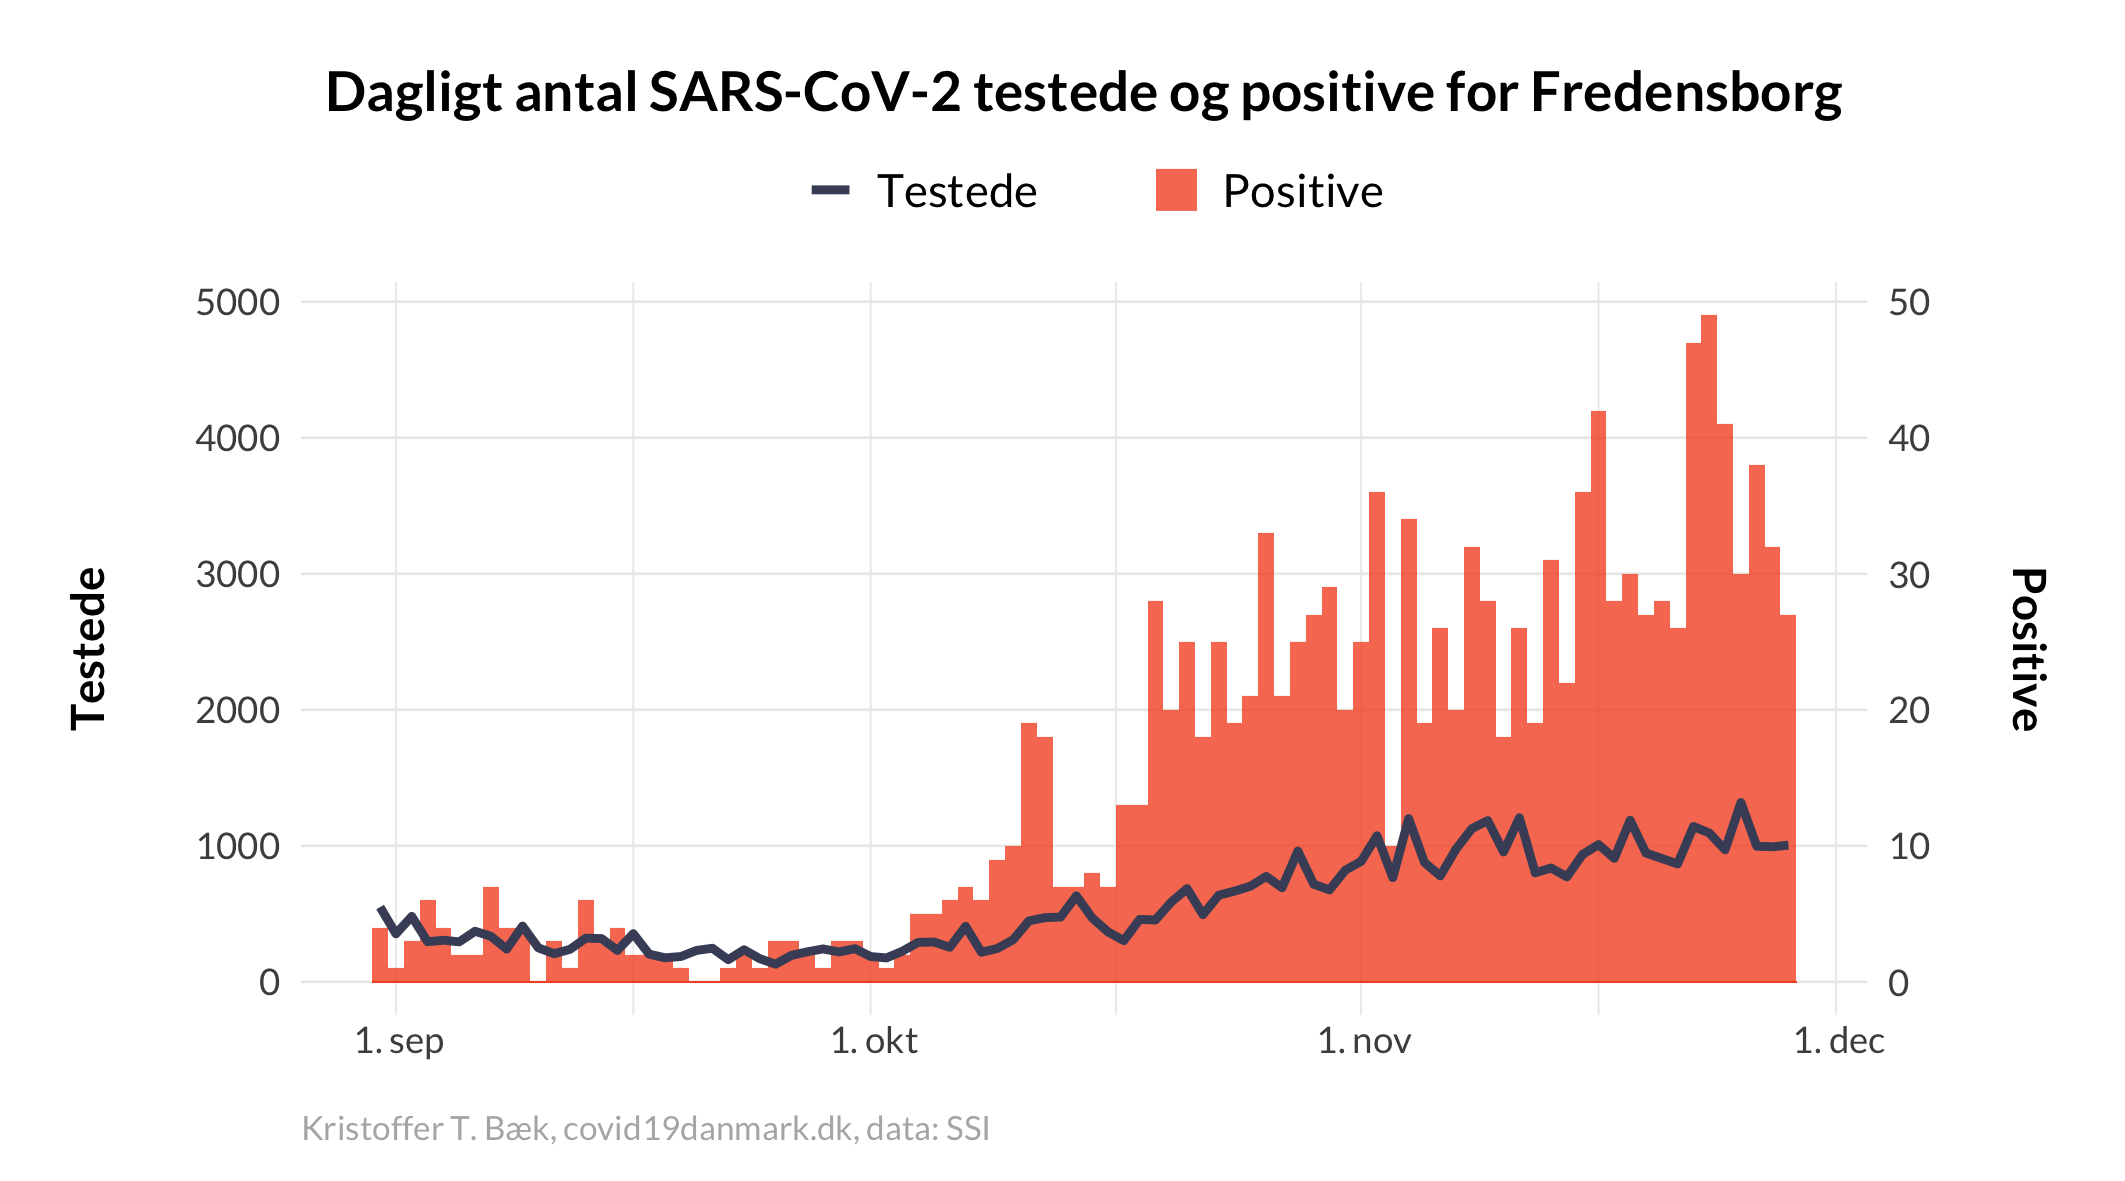 Dagligt antal SARS-CoV-2 testede og positive for Fredensborg
Testede Positive
5000 50
4000 40
3000 30
2000 20
1000 10
0 0
Testede
Positive
1. sep 1. okt 1. nov 1. dec
Kristoffer T. Bæk, covid19danmark.dk, data: SSI